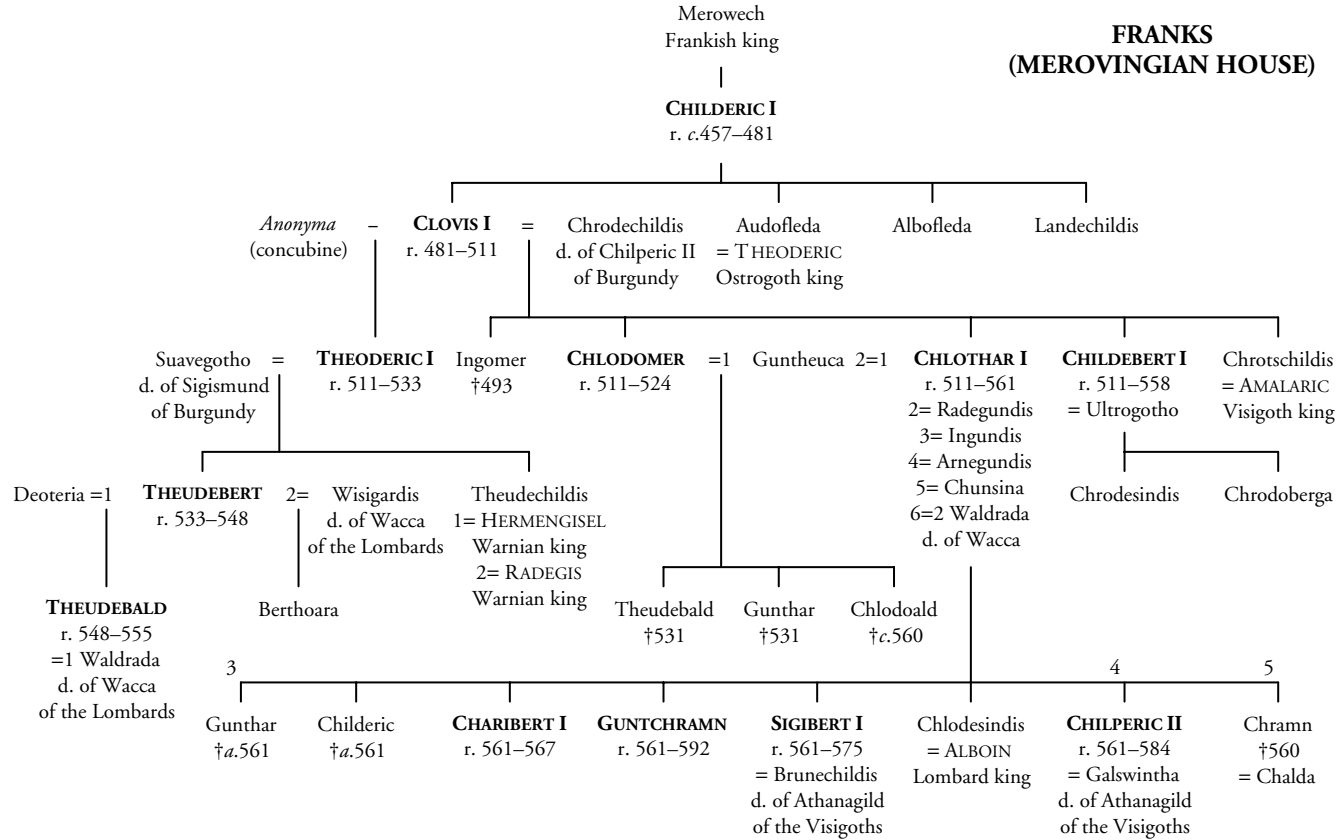 Merowech
Frankish king
FRANKS
(MEROVINGIAN HOUSE)
CHILDERIC I
r. c.457–481
Anonyma
(concubine)
–
CLOVIS I
r. 481–511
=
Chrodechildis
d. of Chilperic II
of Burgundy
Audofleda
= THEODERIC
Ostrogoth king
Albofleda
Landechildis
Suavegotho =
d. of Sigismund
of Burgundy
THEODERIC I
r. 511–533
Ingomer
†493
CHLODOMER
r. 511–524
=1 Guntheuca 2=1
CHLOTHAR I
r. 511–561
2= Radegundis
3= Ingundis
4= Arnegundis
5= Chunsina
6=2 Waldrada
d. of Wacca
CHILDEBERT I
r. 511–558
= Ultrogotho
Chrotschildis
= AMALARIC
Visigoth king
Deoteria =1
THEUDEBERT
r. 533–548
2= Wisigardis
d. of Wacca
of the Lombards
Theudechildis
1= HERMENGISEL
Warnian king
2= RADEGIS
Warnian king
Chrodesindis
Chrodoberga
THEUDEBALD
r. 548–555
=1 Waldrada
d. of Wacca
of the Lombards
Berthoara
Theudebald
†531
Gunthar
†531
Chlodoald
†c.560
3
4
5
Gunthar
†a.561
Childeric
†a.561
CHARIBERT I
r. 561–567
GUNTCHRAMN
r. 561–592
SIGIBERT I
r. 561–575
= Brunechildis
d. of Athanagild
of the Visigoths
Chlodesindis
= ALBOIN
Lombard king
CHILPERIC II
r. 561–584
= Galswintha
d. of Athanagild
of the Visigoths
Chramn
†560
= Chalda